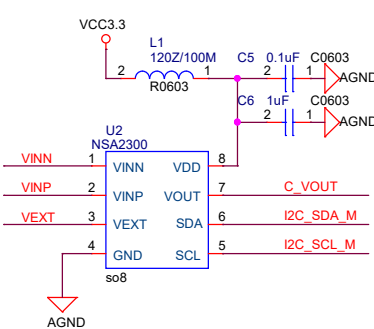 VCC3.3
L1
120Z/100M
2 1
R0603
C5 0.1uF C0603
2 1
AGND
C6 1uF C0603
2 1
AGND
U2
NSA2300
VINN 1 VINN VDD 8
VINP 2 VINP VOUT 7 C_VOUT
VEXT 3 VEXT SDA 6 I2C_SDA_M
4 GND SCL 5 I2C_SCL_M
so8
AGND